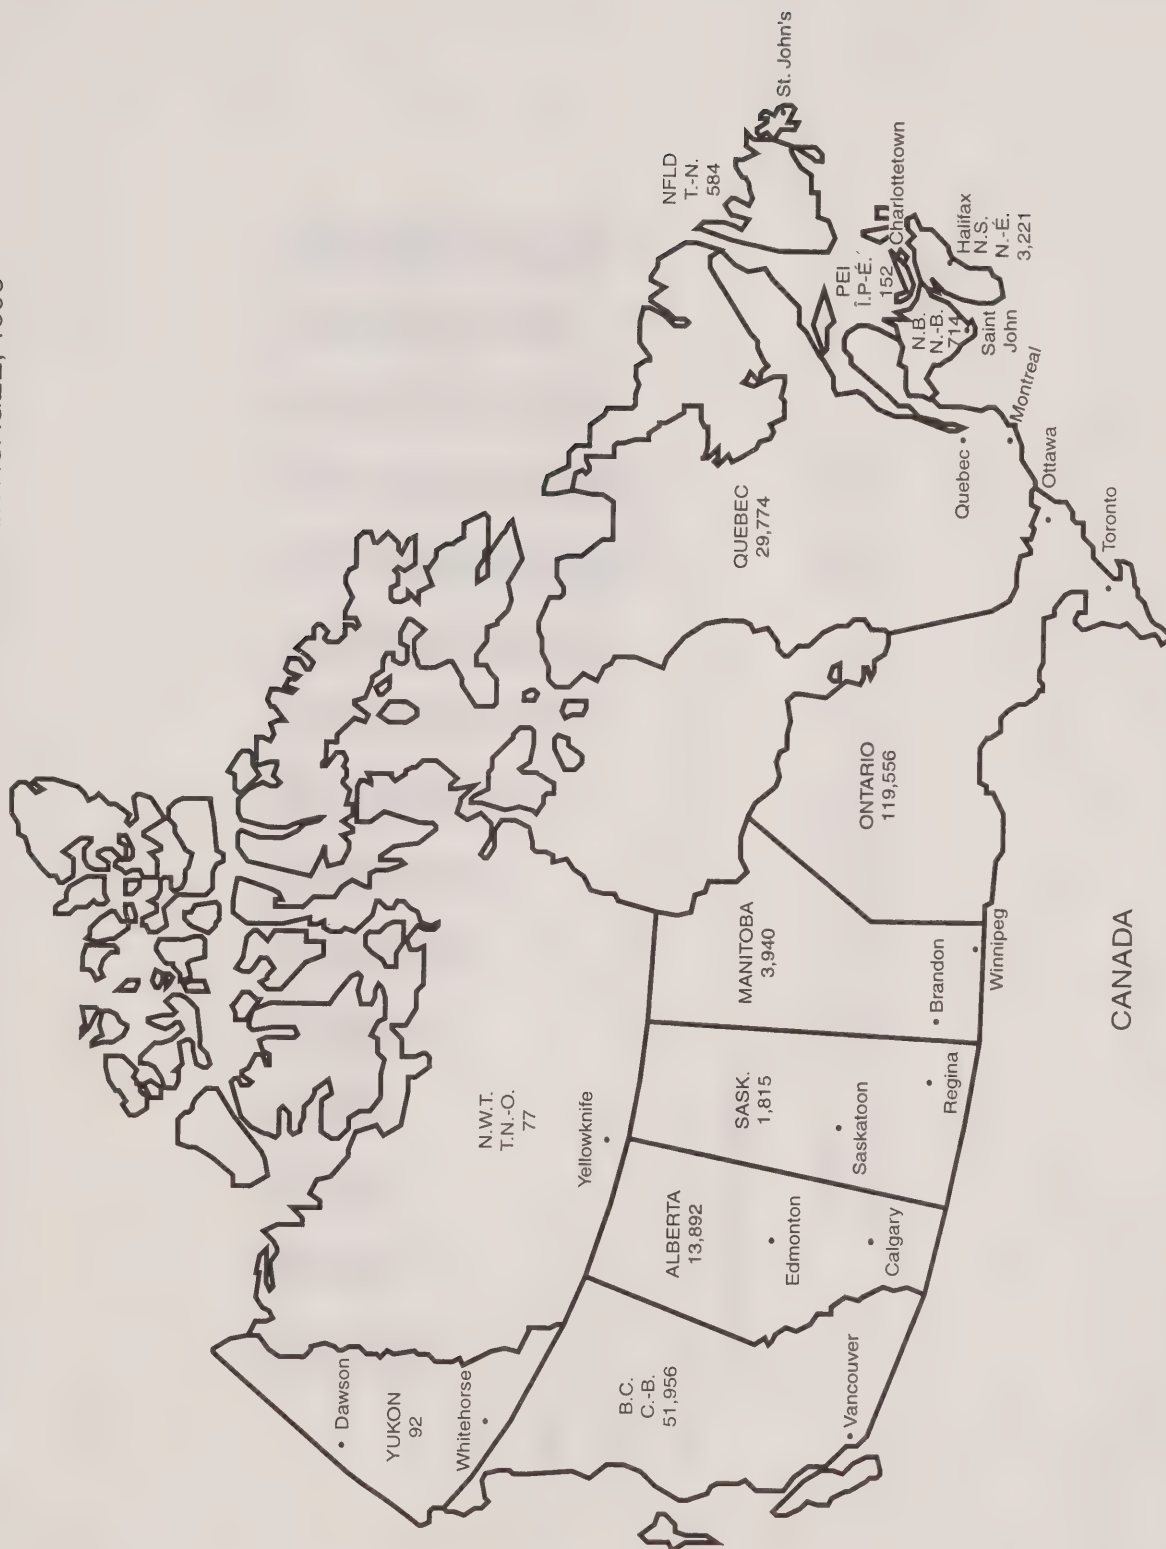 • Dawson
YUKON
92
Whitehorse
N.W.T.
T.N.-O.
77
Yellowknife
B.C.
C.-B.
51,956
Vancouver
ALBERTA
13,892
Edmonton
Calgary
SASK.
1,815
Saskatoon
Regina
MANITOBA
3,940
Brandon
Winnipeg
ONTARIO
119,556
Toronto
Ottawa
QUEBEC
29,774
Quebec
Montreal
NFLD
T.-N.
584
St. John's
PEI
Î.P-É.
152
Charlottetown
N.B.
N.-B.
714
Saint
John
Halifax
N.S.
N.-É.
3,221
CANADA